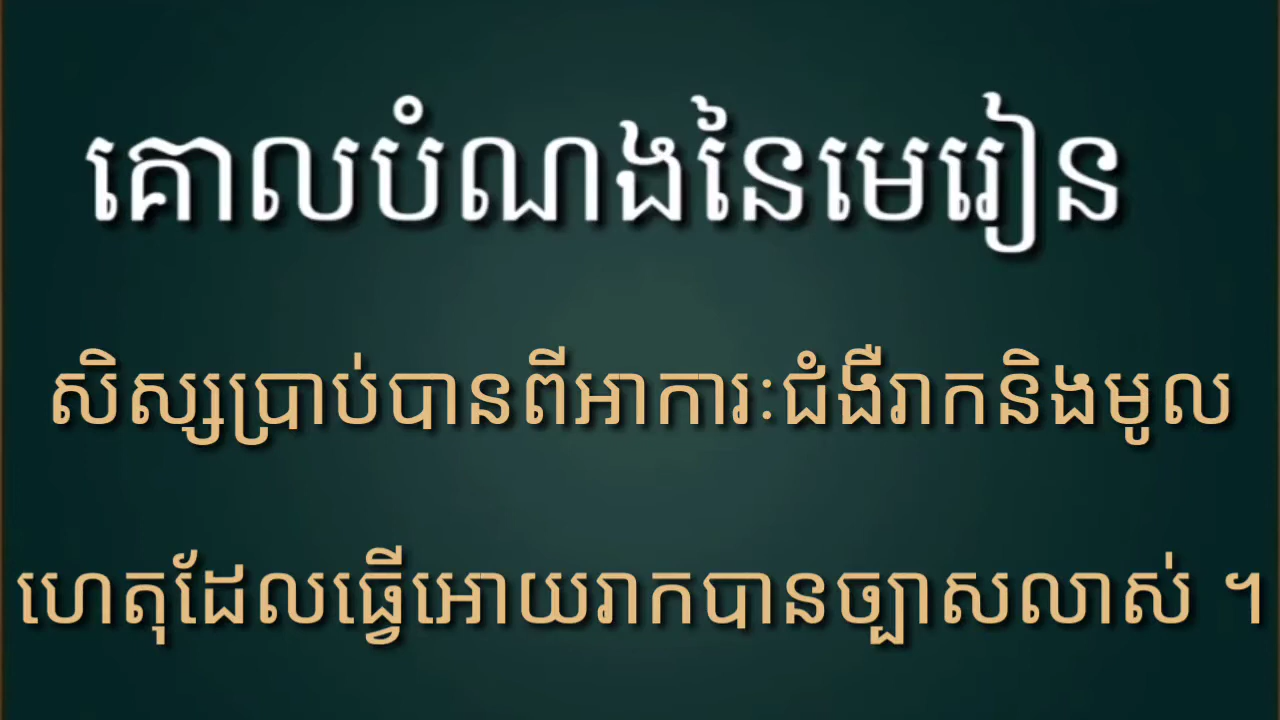 គោលបំណងនៃមេរៀន
សិស្សប្រាប់បានពីអាការៈជំងឺរាកនិងមូល
ហេតុដែលធ្វើអោយរាកបានច្បាសលាស់ ។